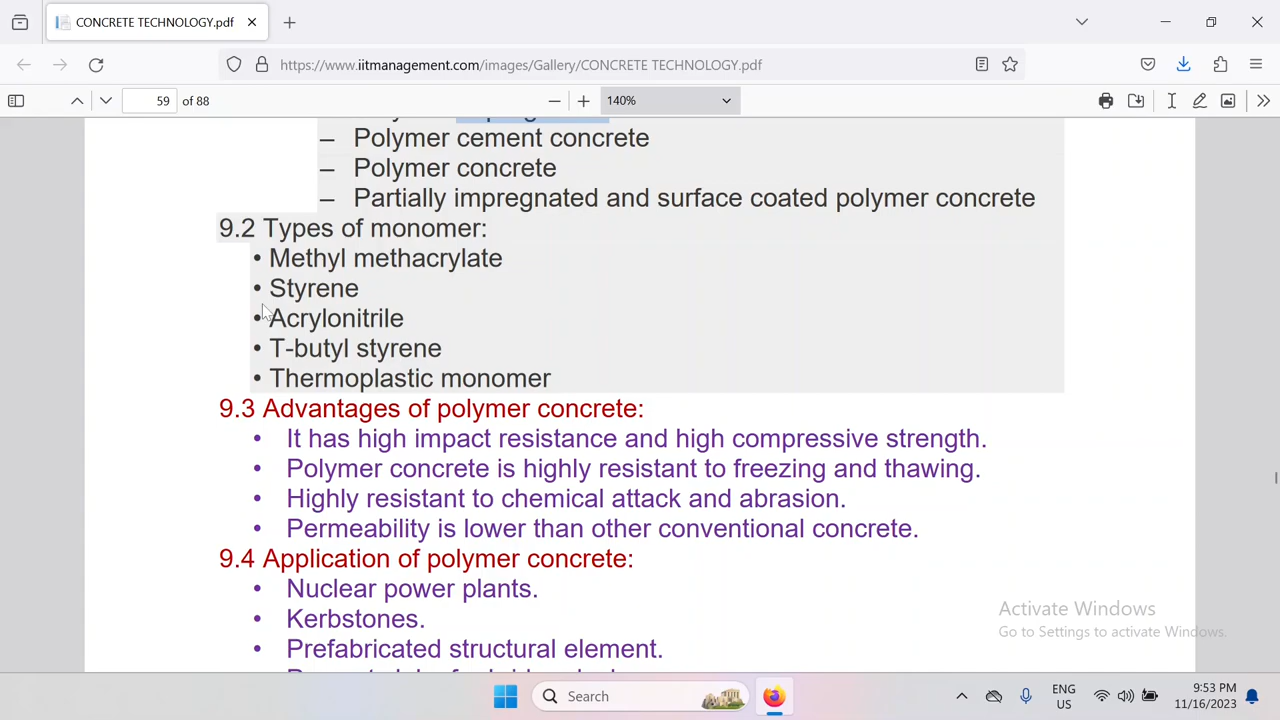 CONCRETE TECHNOLOGY.pdf
https://www.iitmanagement.com/images/Gallery/CONCRETE TECHNOLOGY.pdf
59 of 88
140%
– Polymer cement concrete
– Polymer concrete
– Partially impregnated and surface coated polymer concrete
9.2 Types of monomer:
• Methyl methacrylate
• Styrene
• Acrylonitrile
• T-butyl styrene
• Thermoplastic monomer
9.3 Advantages of polymer concrete:
• It has high impact resistance and high compressive strength.
• Polymer concrete is highly resistant to freezing and thawing.
• Highly resistant to chemical attack and abrasion.
• Permeability is lower than other conventional concrete.
9.4 Application of polymer concrete:
• Nuclear power plants.
• Kerbstones.
• Prefabricated structural element.
Activate Windows
Go to Settings to activate Windows.
Search
ENG
US
9:53 PM
11/16/2023